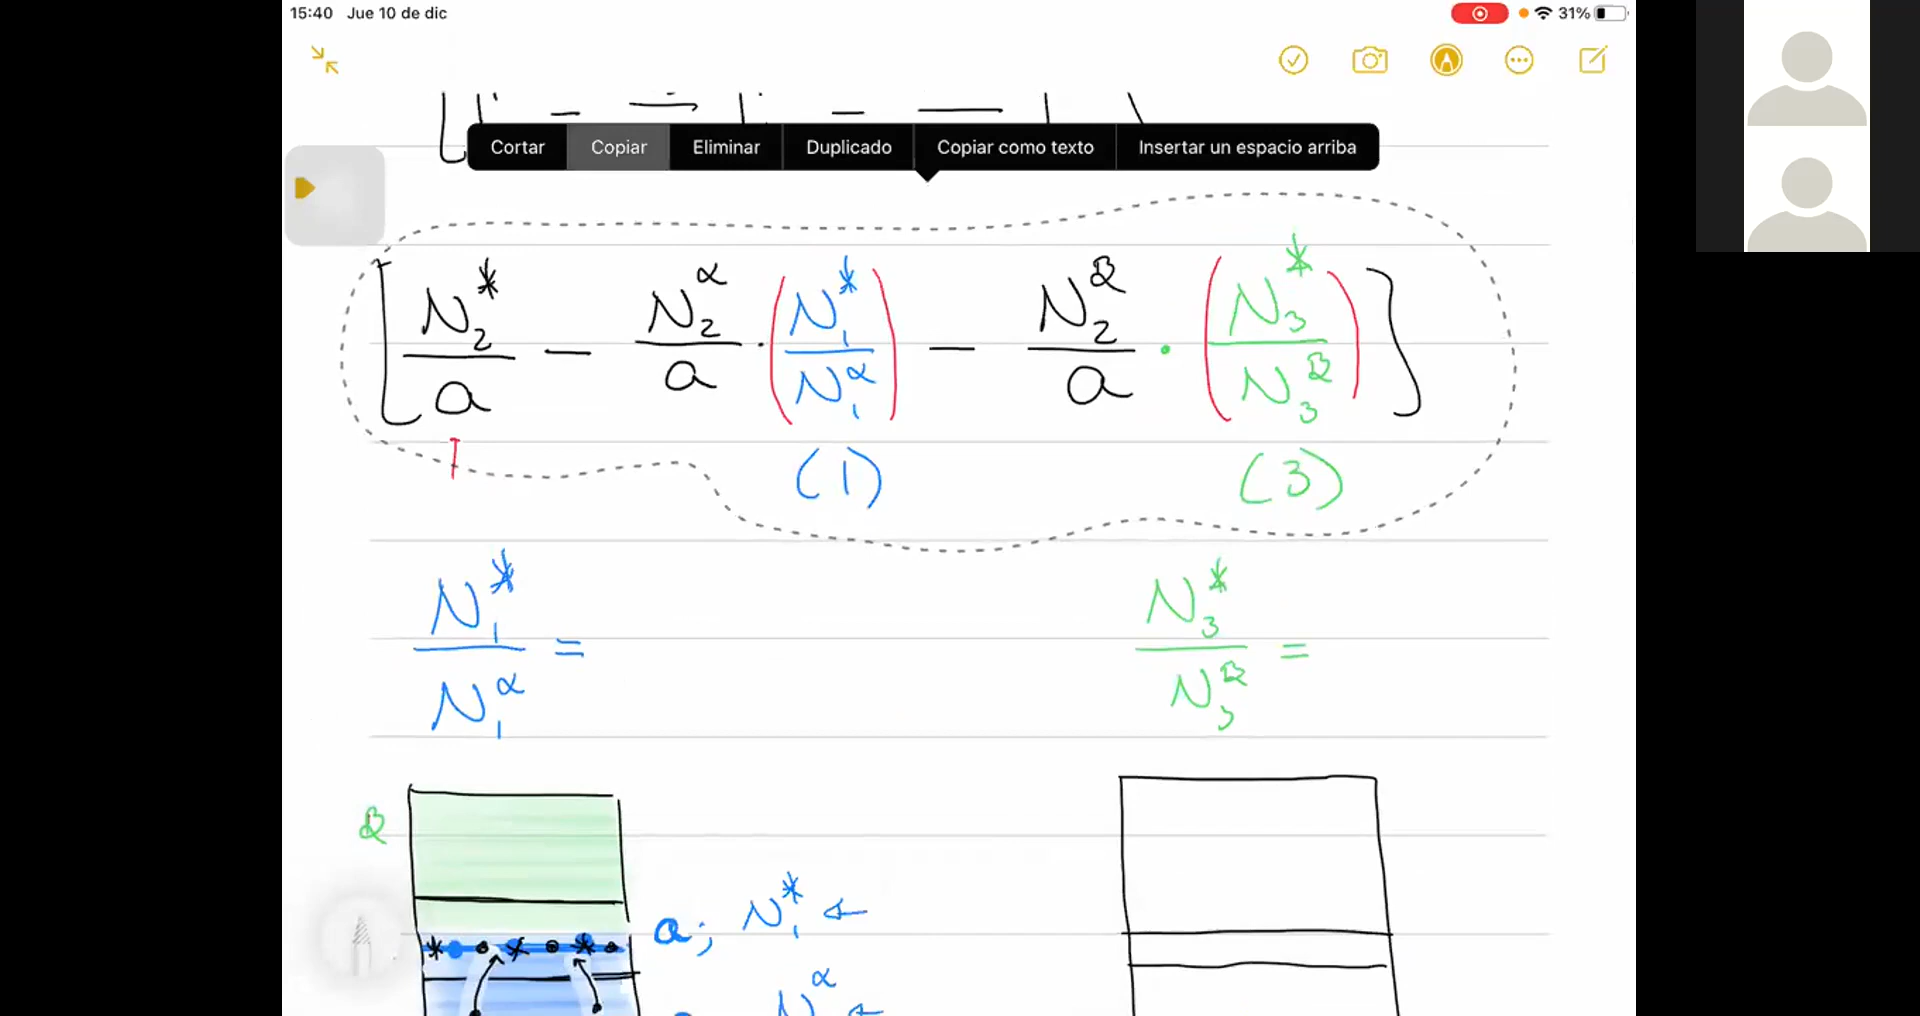 15:40 Jue 10 de dic 31%
Cortar Copiar Eliminar Duplicado Copiar como texto Insertar un espacio arriba
[N₂*/a − N₂^α/a · (N₁*/N₁^α) − N₂^β/a · (N₃*/N₃^β)]
(1) (3)
N₁*/N₁^α = N₃*/N₃^β =
β
a; N₁* ←
N^α ←